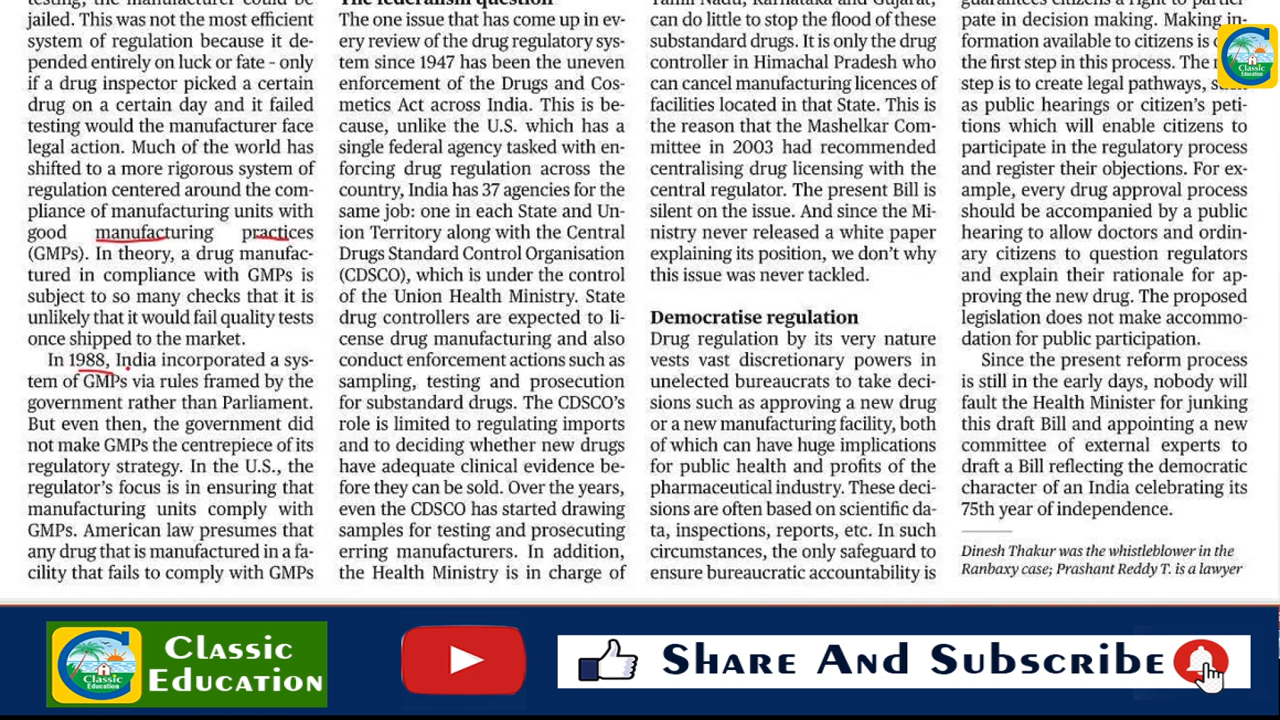 testing, the manufacturer could be
jailed. This was not the most efficient
system of regulation because it de-
pended entirely on luck or fate – only
if a drug inspector picked a certain
drug on a certain day and it failed
testing would the manufacturer face
legal action. Much of the world has
shifted to a more rigorous system of
regulation centered around the com-
pliance of manufacturing units with
good manufacturing practices
(GMPs). In theory, a drug manufac-
tured in compliance with GMPs is
subject to so many checks that it is
unlikely that it would fail quality tests
once shipped to the market.
In 1988, India incorporated a sys-
tem of GMPs via rules framed by the
government rather than Parliament.
But even then, the government did
not make GMPs the centrepiece of its
regulatory strategy. In the U.S., the
regulator's focus is in ensuring that
manufacturing units comply with
GMPs. American law presumes that
any drug that is manufactured in a fa-
cility that fails to comply with GMPs
The federalism question
The one issue that has come up in ev-
ery review of the drug regulatory sys-
tem since 1947 has been the uneven
enforcement of the Drugs and Cos-
metics Act across India. This is be-
cause, unlike the U.S. which has a
single federal agency tasked with en-
forcing drug regulation across the
country, India has 37 agencies for the
same job: one in each State and Un-
ion Territory along with the Central
Drugs Standard Control Organisation
(CDSCO), which is under the control
of the Union Health Ministry. State
drug controllers are expected to li-
cense drug manufacturing and also
conduct enforcement actions such as
sampling, testing and prosecution
for substandard drugs. The CDSCO's
role is limited to regulating imports
and to deciding whether new drugs
have adequate clinical evidence be-
fore they can be sold. Over the years,
even the CDSCO has started drawing
samples for testing and prosecuting
erring manufacturers. In addition,
the Health Ministry is in charge of
Tamil Nadu, Karnataka and Gujarat,
can do little to stop the flood of these
substandard drugs. It is only the drug
controller in Himachal Pradesh who
can cancel manufacturing licences of
facilities located in that State. This is
the reason that the Mashelkar Com-
mittee in 2003 had recommended
centralising drug licensing with the
central regulator. The present Bill is
silent on the issue. And since the Mi-
nistry never released a white paper
explaining its position, we don't why
this issue was never tackled.
Democratise regulation
Drug regulation by its very nature
vests vast discretionary powers in
unelected bureaucrats to take deci-
sions such as approving a new drug
or a new manufacturing facility, both
of which can have huge implications
for public health and profits of the
pharmaceutical industry. These deci-
sions are often based on scientific da-
ta, inspections, reports, etc. In such
circumstances, the only safeguard to
ensure bureaucratic accountability is
guarantees citizens a right to partici-
pate in decision making. Making in-
formation available to citizens is
the first step in this process. The
step is to create legal pathways,
as public hearings or citizen's peti-
tions which will enable citizens to
participate in the regulatory process
and register their objections. For ex-
ample, every drug approval process
should be accompanied by a public
hearing to allow doctors and ordin-
ary citizens to question regulators
and explain their rationale for ap-
proving the new drug. The proposed
legislation does not make accommo-
dation for public participation.
Since the present reform process
is still in the early days, nobody will
fault the Health Minister for junking
this draft Bill and appointing a new
committee of external experts to
draft a Bill reflecting the democratic
character of an India celebrating its
75th year of independence.
Dinesh Thakur was the whistleblower in the
Ranbaxy case; Prashant Reddy T. is a lawyer
Classic
Education
Classic
Education
Classic
Education
Share And Subscribe